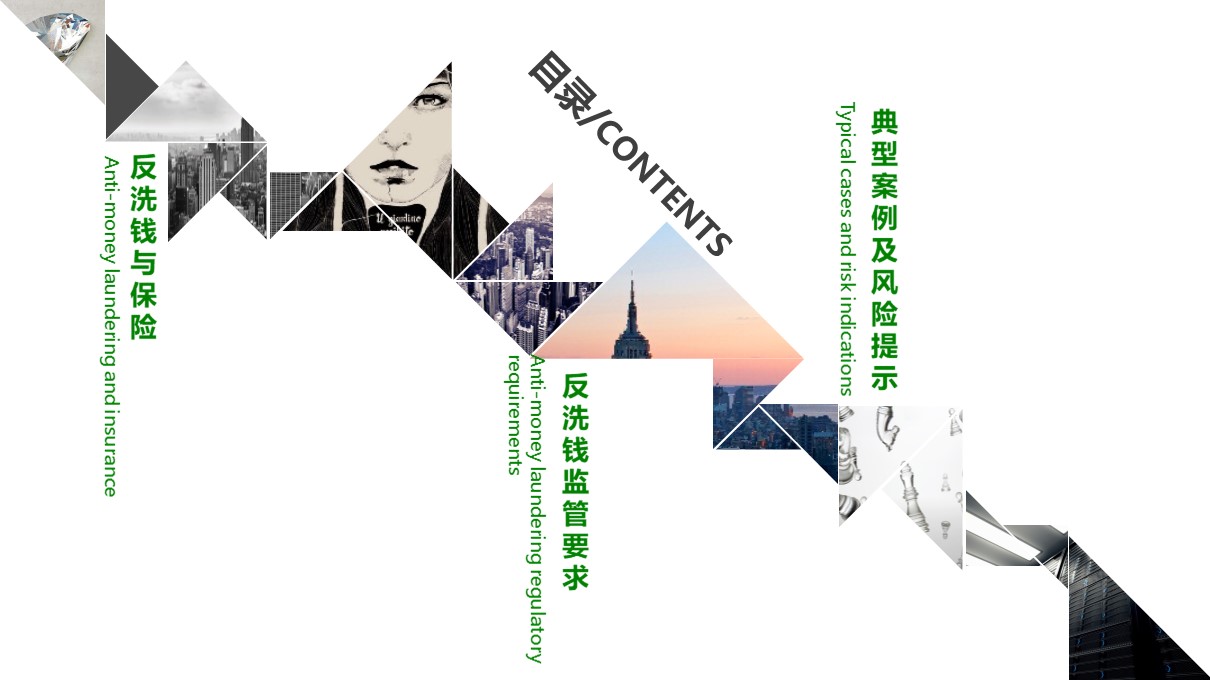 目录/CONTENTS
反洗钱与保险
Anti-money laundering and insurance
反洗钱监管要求
Anti-money laundering regulatory
requirements
典型案例及风险提示
Typical cases and risk indications